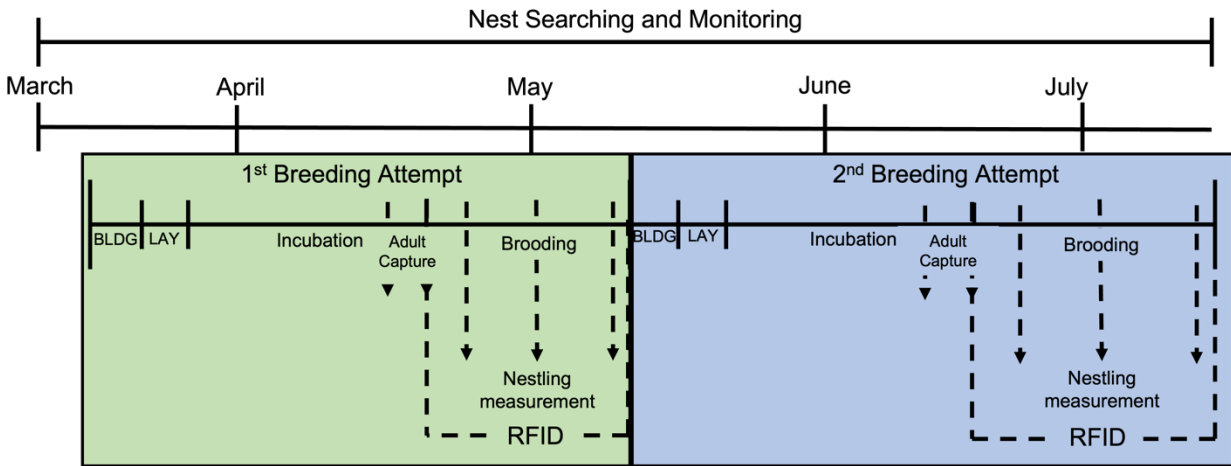 Nest Searching and Monitoring
March April May June July
1st Breeding Attempt
BLDG LAY Incubation Adult Capture Brooding
Nestling
measurement
RFID
2nd Breeding Attempt
BLDG LAY Incubation Adult Capture Brooding
Nestling
measurement
RFID